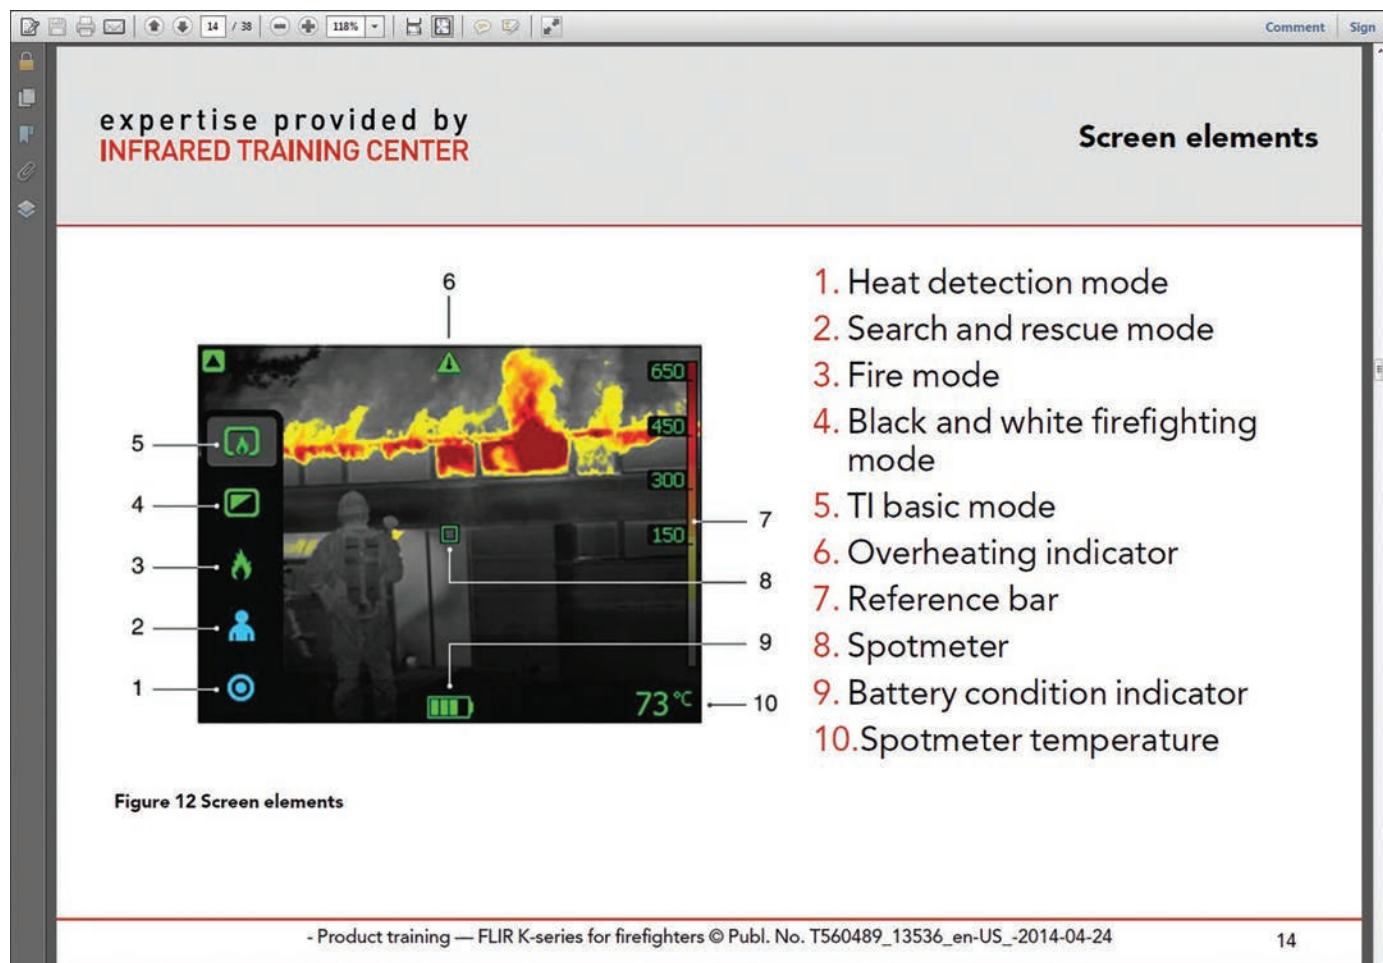 14 / 38
118%
Comment
Sign
expertise provided by
INFRARED TRAINING CENTER
Screen elements
6
650
450
300
150
5
4
3
2
1
7
8
9
10
73 °C
1. Heat detection mode
2. Search and rescue mode
3. Fire mode
4. Black and white firefighting
mode
5. TI basic mode
6. Overheating indicator
7. Reference bar
8. Spotmeter
9. Battery condition indicator
10.Spotmeter temperature
Figure 12 Screen elements
- Product training — FLIR K-series for firefighters © Publ. No. T560489_13536_en-US_-2014-04-24
14